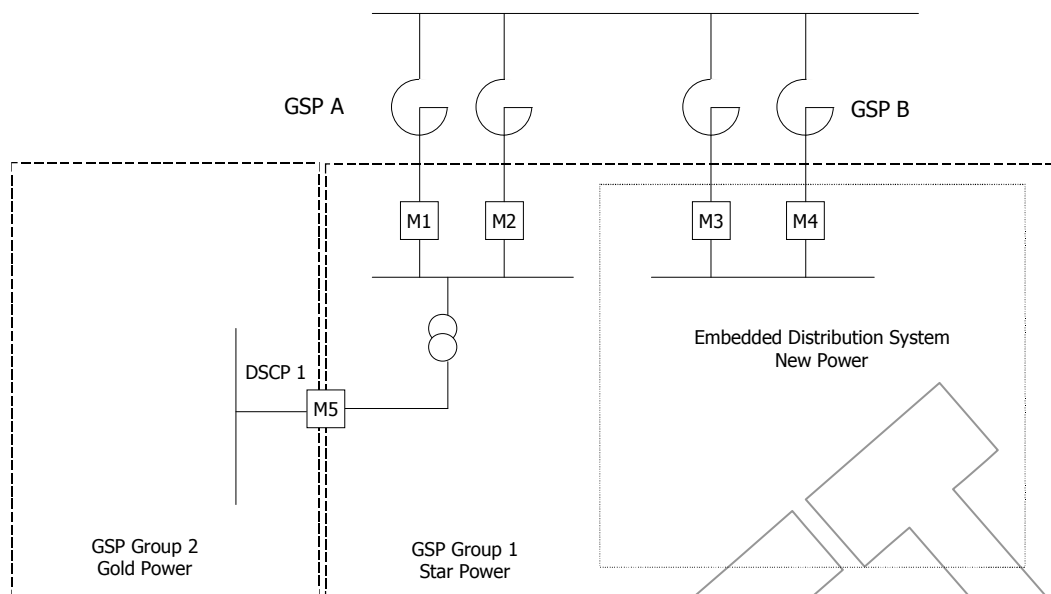 GSP A
GSP B
M1
M2
M3
M4
Embedded Distribution System
New Power
DSCP 1
M5
GSP Group 2
Gold Power
GSP Group 1
Star Power